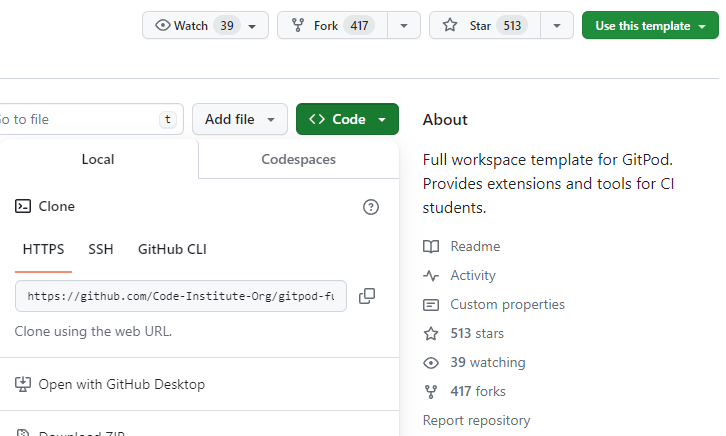 Watch 39
Fork 417
Star 513
Use this template
to file t
Add file
Code
Local
Codespaces
Clone
HTTPS
SSH
GitHub CLI
https://github.com/Code-Institute-Org/gitpod-fu
Clone using the web URL.
Open with GitHub Desktop
Download ZIP
About
Full workspace template for GitPod.
Provides extensions and tools for CI
students.
Readme
Activity
Custom properties
513 stars
39 watching
417 forks
Report repository